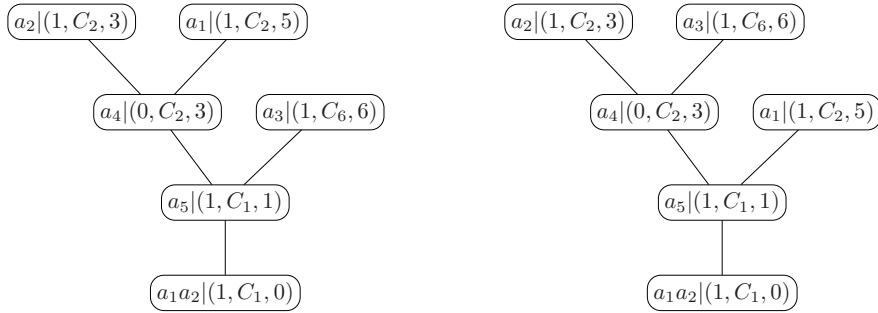 a₂|(1, C₂, 3) a₁|(1, C₂, 5) a₂|(1, C₂, 3) a₃|(1, C₆, 6)
a₄|(0, C₂, 3) a₃|(1, C₆, 6) a₄|(0, C₂, 3) a₁|(1, C₂, 5)
a₅|(1, C₁, 1) a₅|(1, C₁, 1)
a₁a₂|(1, C₁, 0) a₁a₂|(1, C₁, 0)